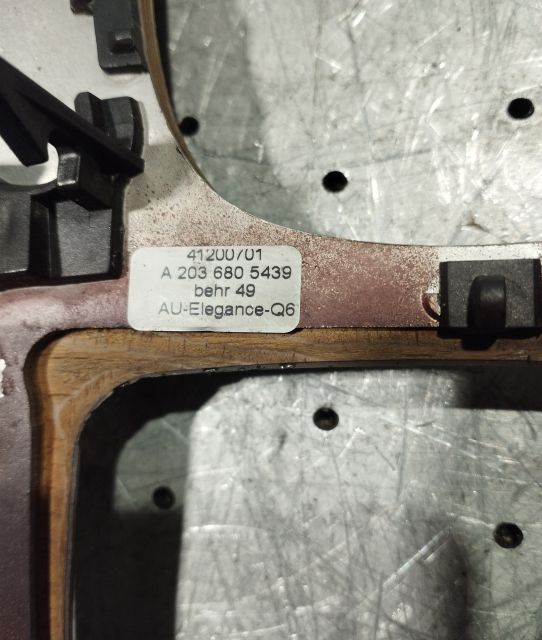 41200701
A 203 680 5439
behr 49
AU-Elegance-Q6